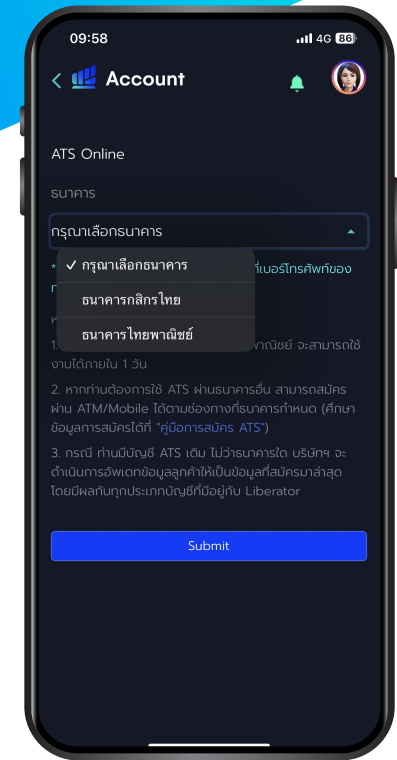 09:58
4G 86
Account
ATS Online
ธนาคาร
กรุณาเลือกธนาคาร
* ที่เบอร์โทรศัพท์ของ
✓ กรุณาเลือกธนาคาร
ธนาคารกสิกรไทย
ธนาคารไทยพาณิชย์
1. พาณิชย์ จะสามารถใช้
งานได้ภายใน 1 วัน
2. หากท่านต้องการใช้ ATS ผ่านธนาคารอื่น สามารถสมัคร
ผ่าน ATM/Mobile ได้ตามช่องทางที่ธนาคารกำหนด (ศึกษา
ข้อมูลการสมัครได้ที่ "คู่มือการสมัคร ATS")
3. กรณี ท่านมีบัญชี ATS เดิม ไม่ว่าธนาคารใด บริษัทฯ จะ
ดำเนินการอัพเดทข้อมูลลูกค้าให้เป็นข้อมูลที่สมัครมาล่าสุด
โดยมีผลกับทุกประเภทบัญชีที่มีอยู่กับ Liberator
Submit